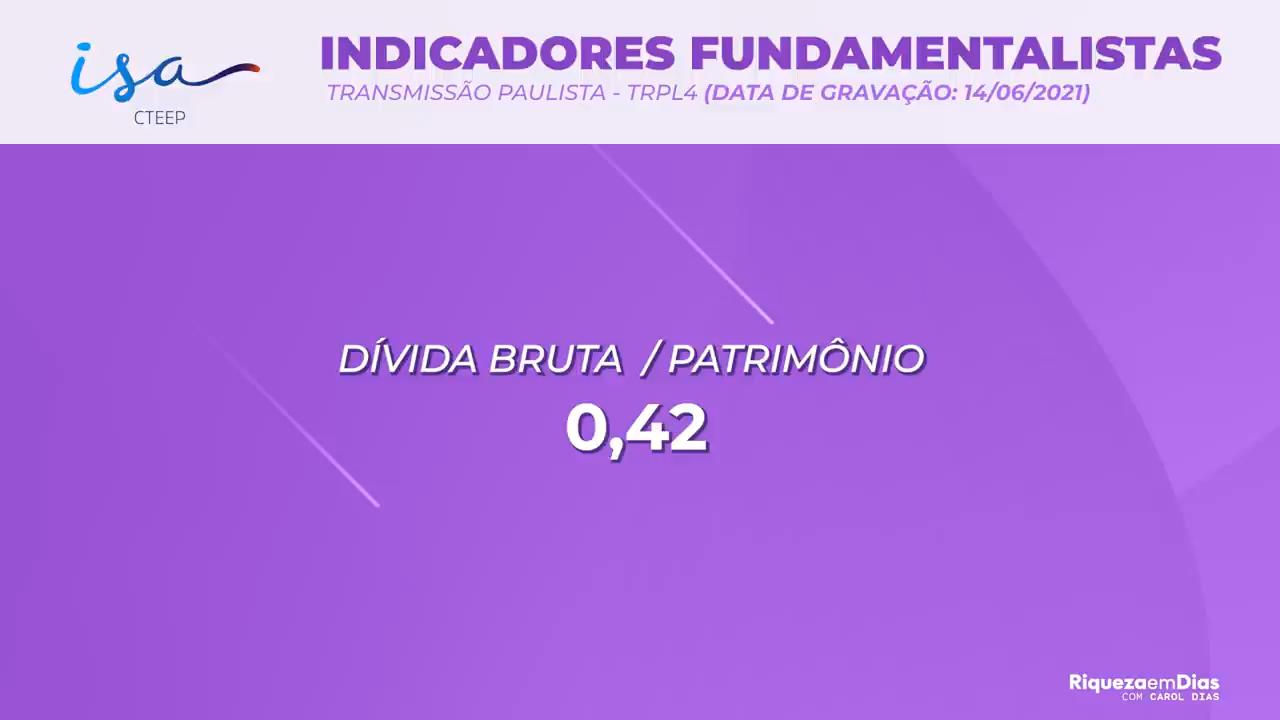 isa
CTEEP
INDICADORES FUNDAMENTALISTAS
TRANSMISSÃO PAULISTA - TRPL4 (DATA DE GRAVAÇÃO: 14/06/2021)
DÍVIDA BRUTA / PATRIMÔNIO
0,42
RiquezaemDias
COM CAROL DIAS